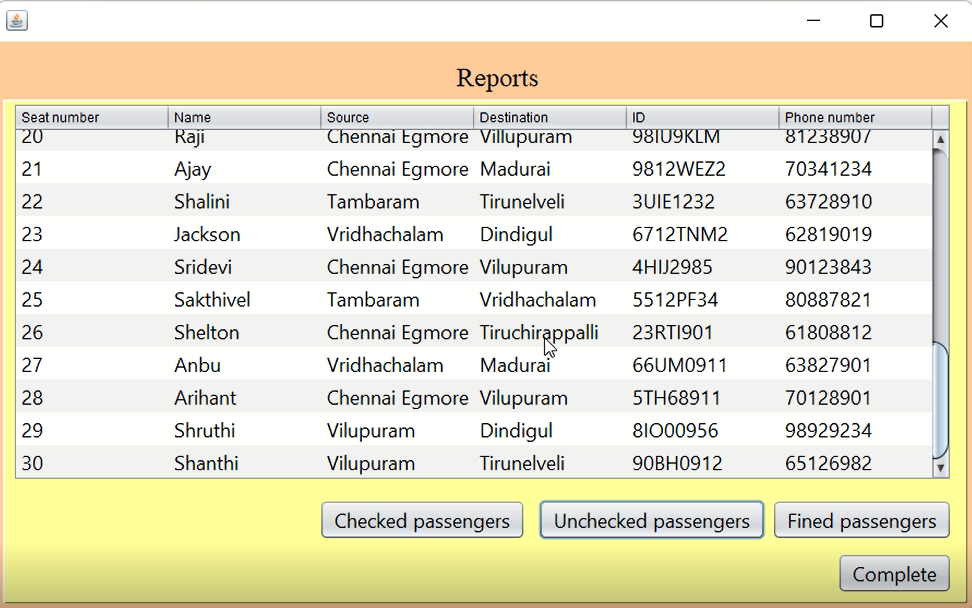 Reports
Seat number Name Source Destination ID Phone number
20 Raji Chennai Egmore Villupuram 98IU9KLM 81238907
21 Ajay Chennai Egmore Madurai 9812WEZ2 70341234
22 Shalini Tambaram Tirunelveli 3UIE1232 63728910
23 Jackson Vridhachalam Dindigul 6712TNM2 62819019
24 Sridevi Chennai Egmore Vilupuram 4HIJ2985 90123843
25 Sakthivel Tambaram Vridhachalam 5512PF34 80887821
26 Shelton Chennai Egmore Tiruchirappalli 23RTI901 61808812
27 Anbu Vridhachalam Madurai 66UM0911 63827901
28 Arihant Chennai Egmore Vilupuram 5TH68911 70128901
29 Shruthi Vilupuram Dindigul 8IO00956 98929234
30 Shanthi Vilupuram Tirunelveli 90BH0912 65126982
Checked passengers Unchecked passengers Fined passengers
Complete